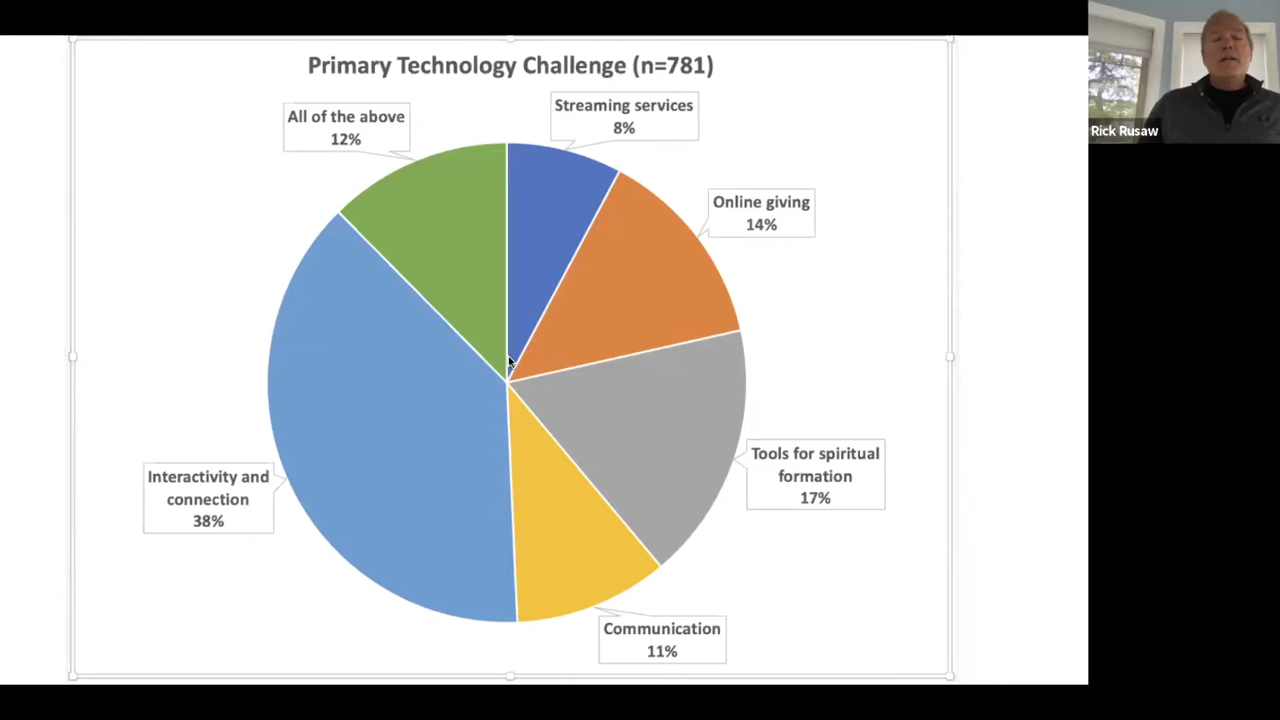 Primary Technology Challenge (n=781)
All of the above
12%
Streaming services
8%
Online giving
14%
Tools for spiritual
formation
17%
Communication
11%
Interactivity and
connection
38%
Rick Rusaw